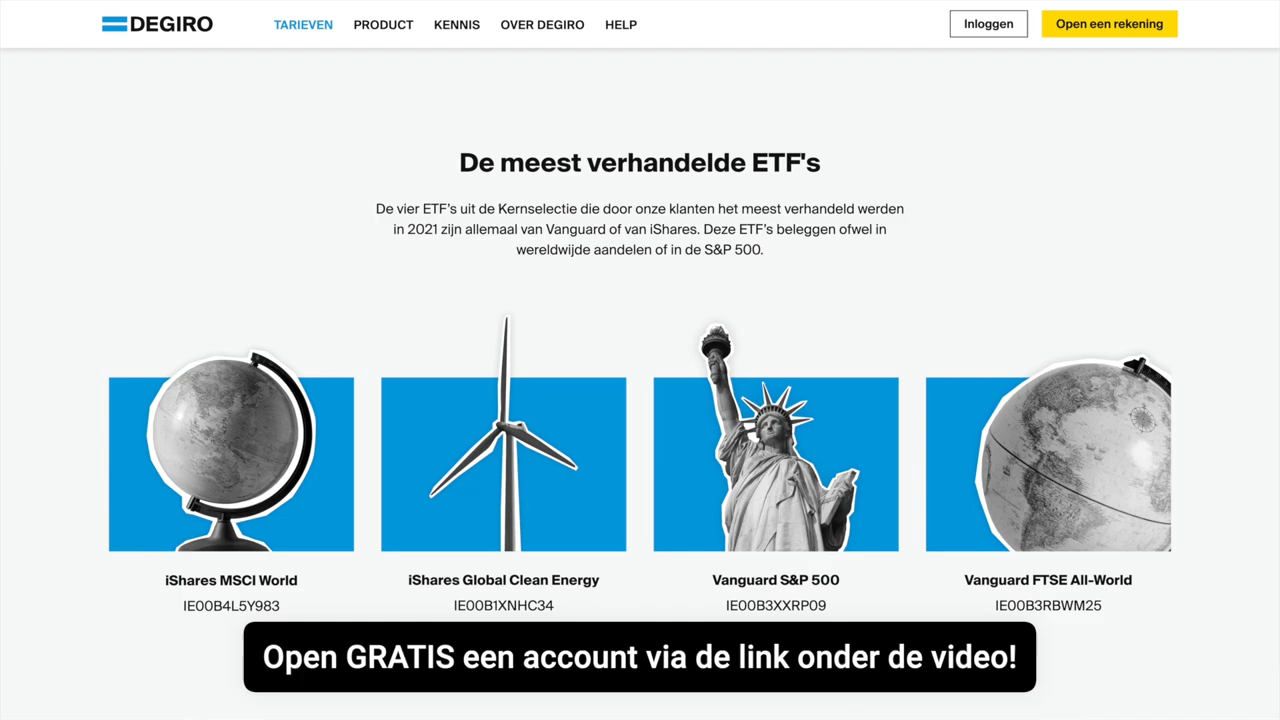 DEGIRO
TARIEVEN PRODUCT KENNIS OVER DEGIRO HELP
Inloggen
Open een rekening
De meest verhandelde ETF's
De vier ETF's uit de Kernselectie die door onze klanten het meest verhandeld werden
in 2021 zijn allemaal van Vanguard of van iShares. Deze ETF's beleggen ofwel in
wereldwijde aandelen of in de S&P 500.
iShares MSCI World
IE00B4L5Y983
iShares Global Clean Energy
IE00B1XNHC34
Vanguard S&P 500
IE00B3XXRP09
Vanguard FTSE All-World
IE00B3RBWM25
Open GRATIS een account via de link onder de video!